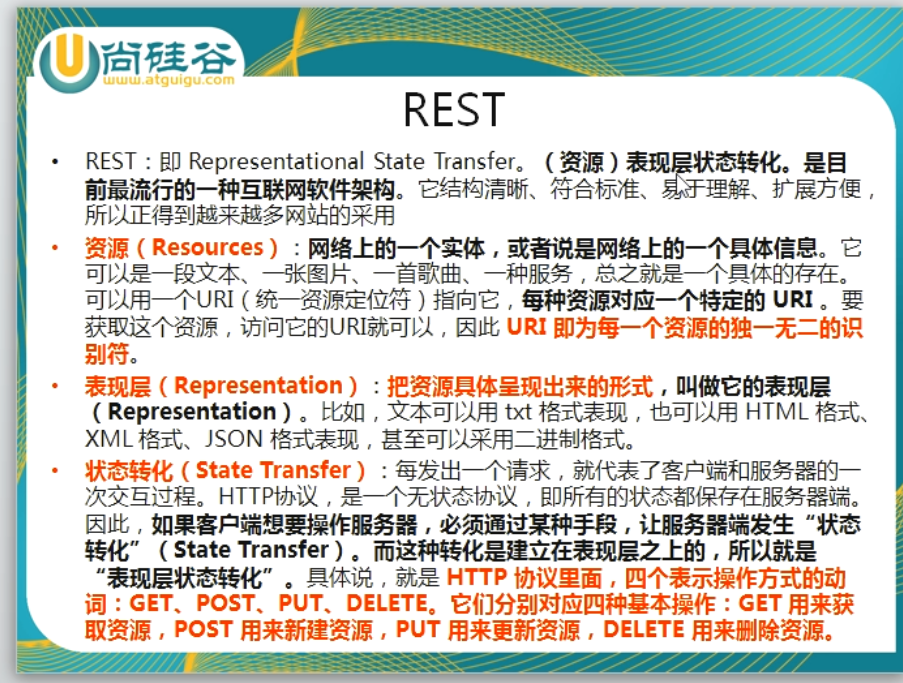 尚硅谷
www.atguigu.com
REST
• REST：即 Representational State Transfer。（资源）表现层状态转化。是目
前最流行的一种互联网软件架构。它结构清晰、符合标准、易于理解、扩展方便，
所以正得到越来越多网站的采用
• 资源（Resources）：网络上的一个实体，或者说是网络上的一个具体信息。它
可以是一段文本、一张图片、一首歌曲、一种服务，总之就是一个具体的存在。
可以用一个URI（统一资源定位符）指向它，每种资源对应一个特定的 URI 。要
获取这个资源，访问它的URI就可以，因此 URI 即为每一个资源的独一无二的识
别符。
• 表现层（Representation）：把资源具体呈现出来的形式，叫做它的表现层
（Representation）。比如，文本可以用 txt 格式表现，也可以用 HTML 格式、
XML 格式、JSON 格式表现，甚至可以采用二进制格式。
• 状态转化（State Transfer）：每发出一个请求，就代表了客户端和服务器的一
次交互过程。HTTP协议，是一个无状态协议，即所有的状态都保存在服务器端。
因此，如果客户端想要操作服务器，必须通过某种手段，让服务器端发生“状态
转化”（State Transfer）。而这种转化是建立在表现层之上的，所以就是
“表现层状态转化”。具体说，就是 HTTP 协议里面，四个表示操作方式的动
词：GET、POST、PUT、DELETE。它们分别对应四种基本操作：GET 用来获
取资源，POST 用来新建资源，PUT 用来更新资源，DELETE 用来删除资源。